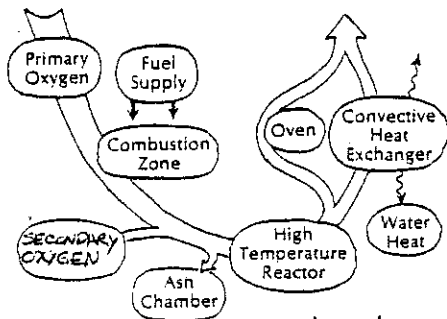 Primary
Oxygen
Fuel
Supply
Combustion
Zone
Oven
Convective
Heat
Exchanger
SECONDARY
OXYGEN
High
Temperature
Reactor
Water
Heat
Ash
Chamber